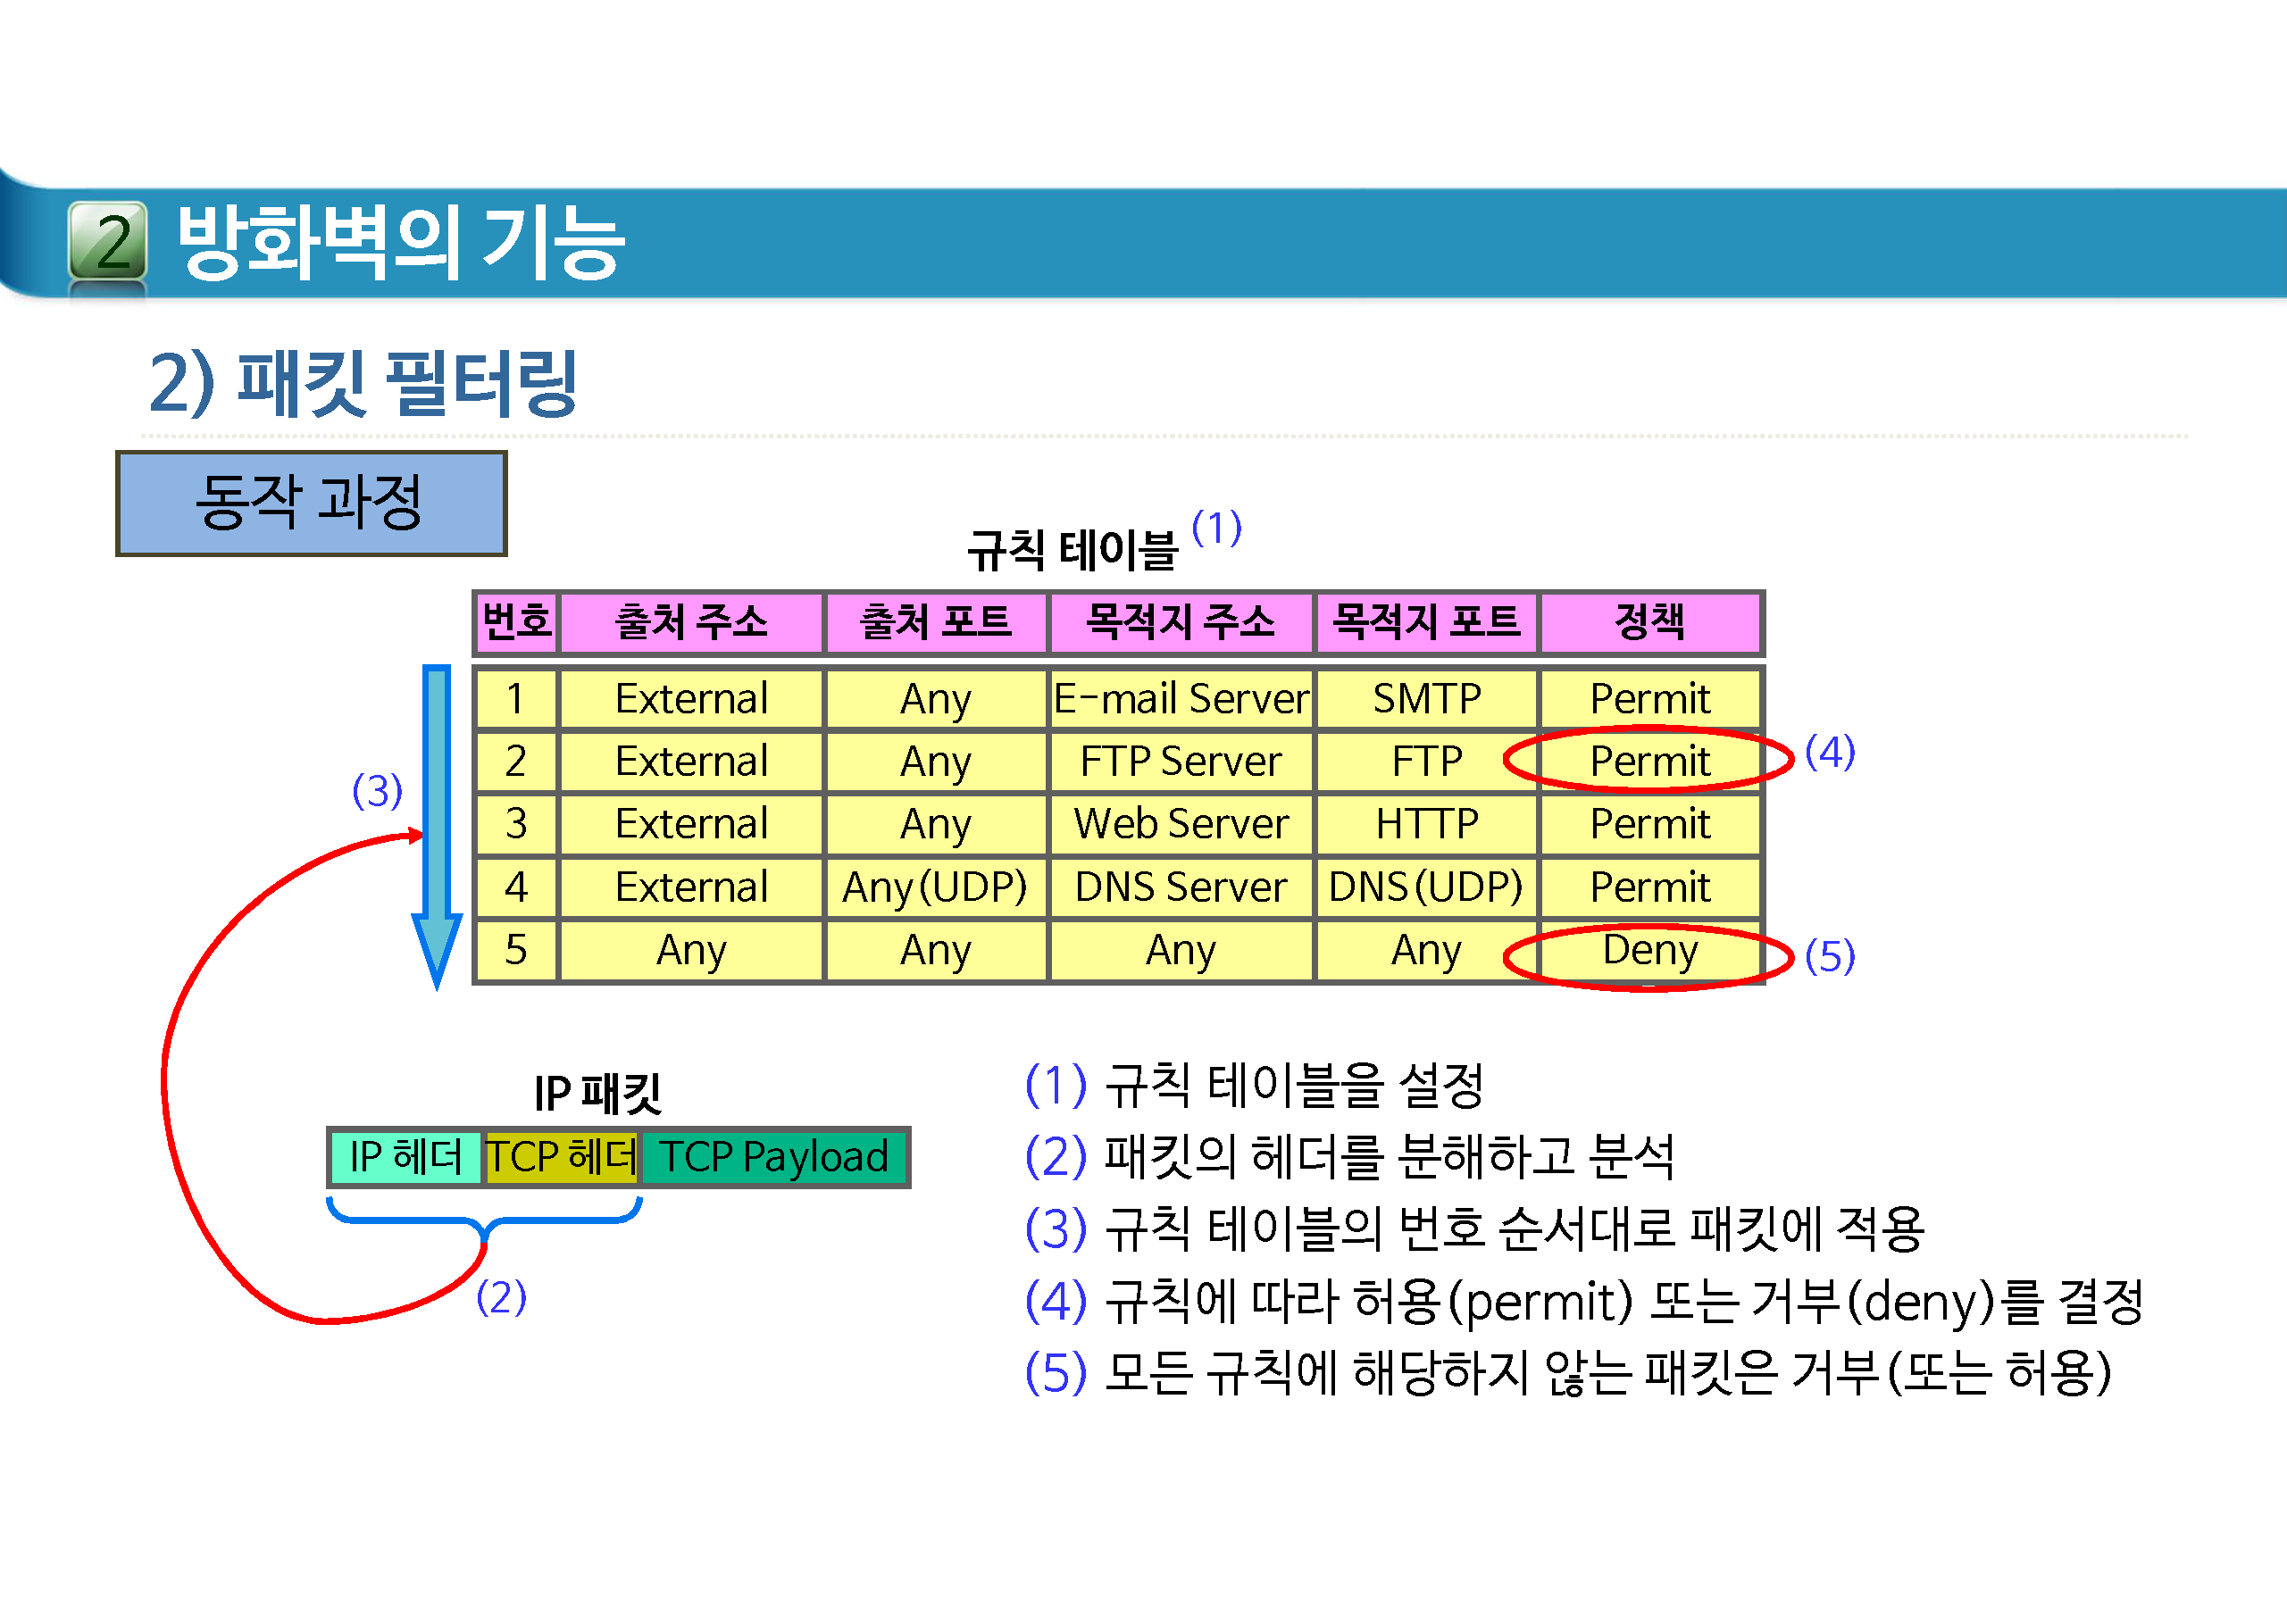 2 방화벽의 기능
2) 패킷 필터링
동작 과정
규칙 테이블 (1)
번호 출처 주소 출처 포트 목적지 주소 목적지 포트 정책
1 External Any E-mail Server SMTP Permit
2 External Any FTP Server FTP Permit (4)
(3)
3 External Any Web Server HTTP Permit
4 External Any(UDP) DNS Server DNS(UDP) Permit
5 Any Any Any Any Deny (5)
IP 패킷
IP 헤더 TCP 헤더 TCP Payload
(2)
(1) 규칙 테이블을 설정
(2) 패킷의 헤더를 분해하고 분석
(3) 규칙 테이블의 번호 순서대로 패킷에 적용
(4) 규칙에 따라 허용(permit) 또는 거부(deny)를 결정
(5) 모든 규칙에 해당하지 않는 패킷은 거부(또는 허용)